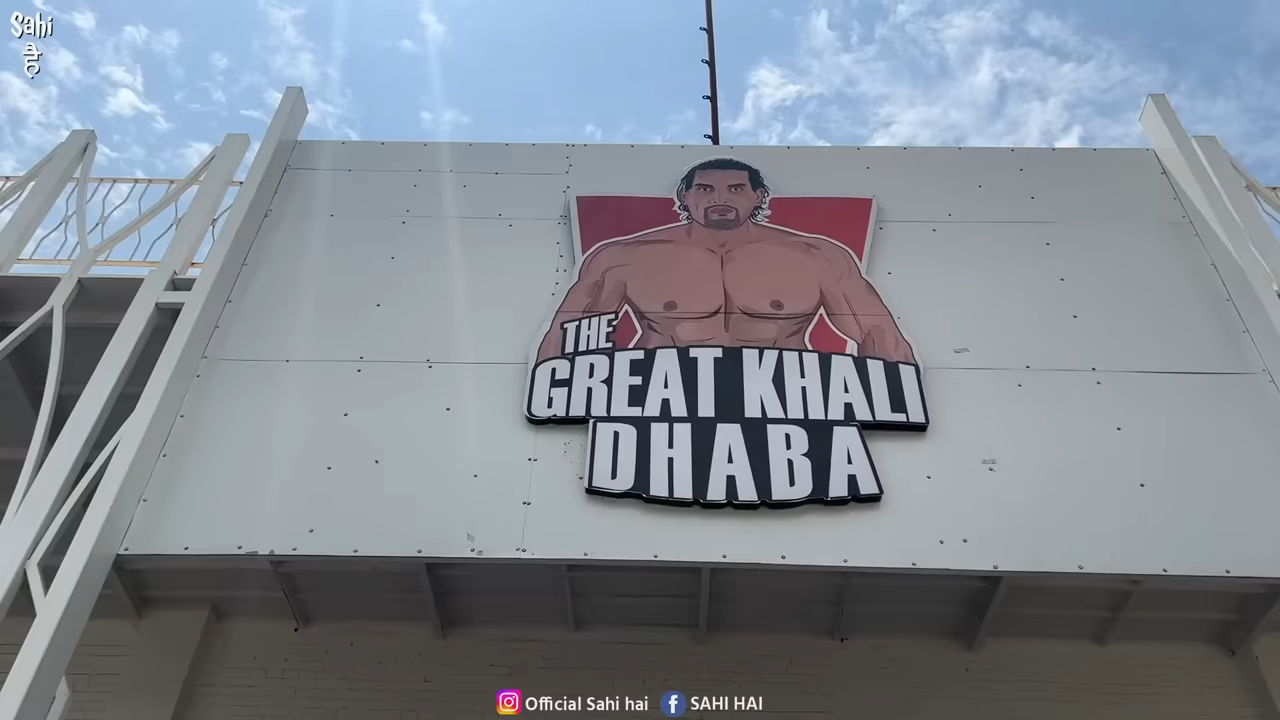 Sahi
है
THE
GREAT KHALI
DHABA
Official Sahi hai
SAHI HAI